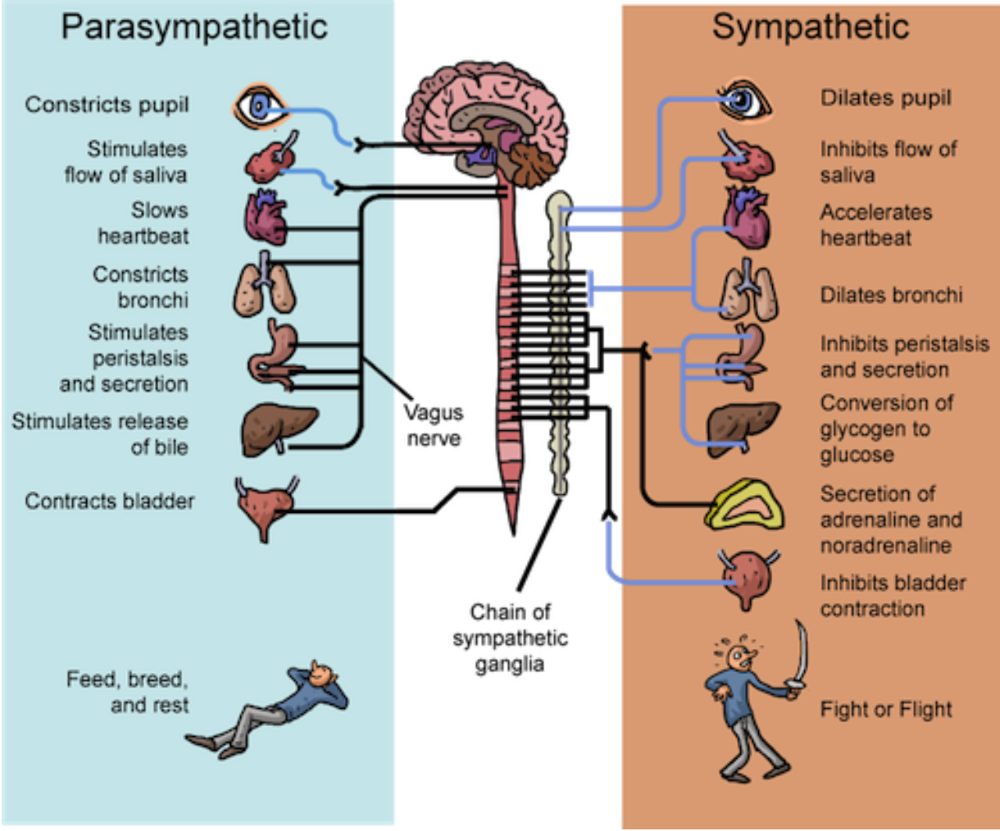 Parasympathetic
Constricts pupil
Stimulates
flow of saliva
Slows
heartbeat
Constricts
bronchi
Stimulates
peristalsis
and secretion
Stimulates release
of bile
Contracts bladder
Feed, breed,
and rest
Vagus
nerve
Chain of
sympathetic
ganglia
Sympathetic
Dilates pupil
Inhibits flow of
saliva
Accelerates
heartbeat
Dilates bronchi
Inhibits peristalsis
and secretion
Conversion of
glycogen to
glucose
Secretion of
adrenaline and
noradrenaline
Inhibits bladder
contraction
Fight or Flight